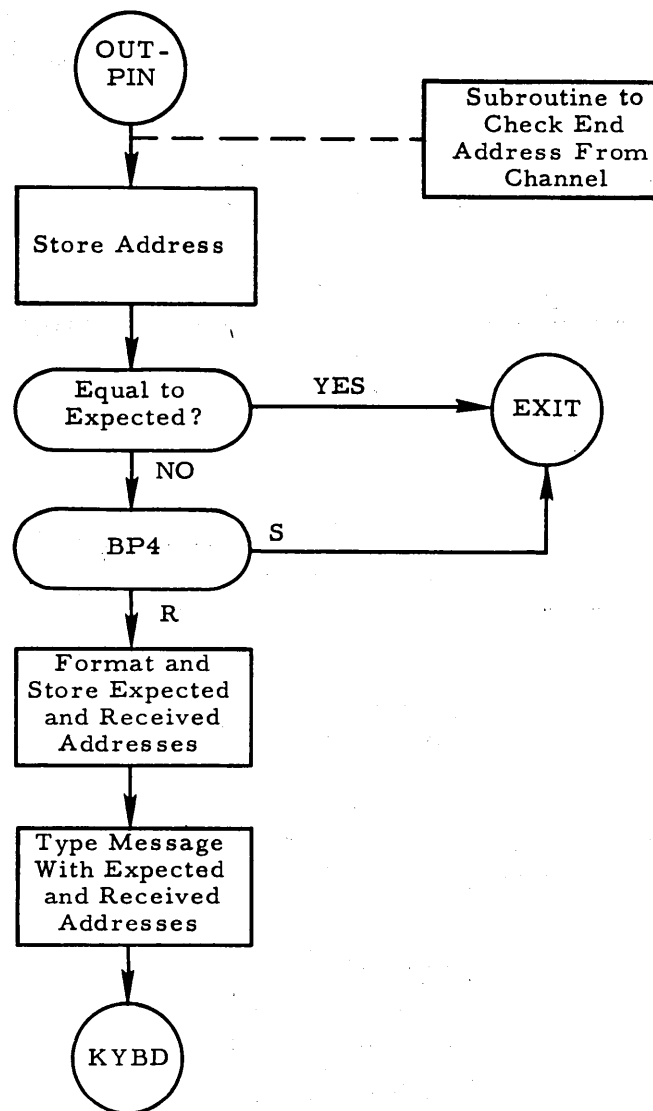 OUT-
PIN
Subroutine to
Check End
Address From
Channel
Store Address
Equal to
Expected?
YES
EXIT
NO
BP4
S
R
Format and
Store Expected
and Received
Addresses
Type Message
With Expected
and Received
Addresses
KYBD